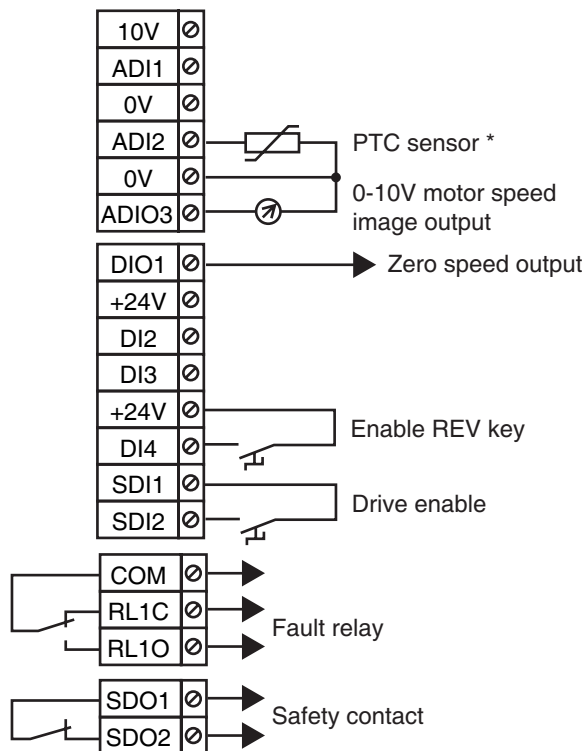 10V
ADI1
0V
ADI2
PTC sensor *
0V
0-10V motor speed
image output
ADIO3
DIO1
Zero speed output
+24V
DI2
DI3
+24V
Enable REV key
DI4
SDI1
Drive enable
SDI2
COM
RL1C
Fault relay
RL1O
SDO1
Safety contact
SDO2